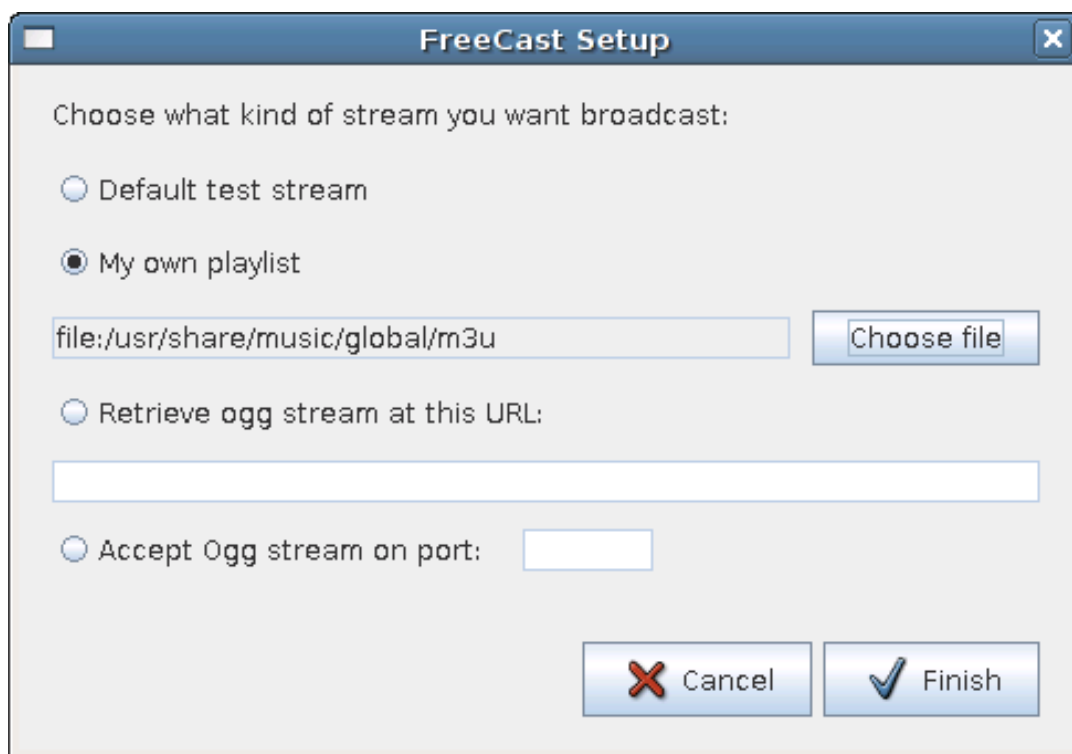 FreeCast Setup
Choose what kind of stream you want broadcast:
Default test stream
My own playlist
file:/usr/share/music/global/m3u
Choose file
Retrieve ogg stream at this URL:
Accept Ogg stream on port:
Cancel
Finish